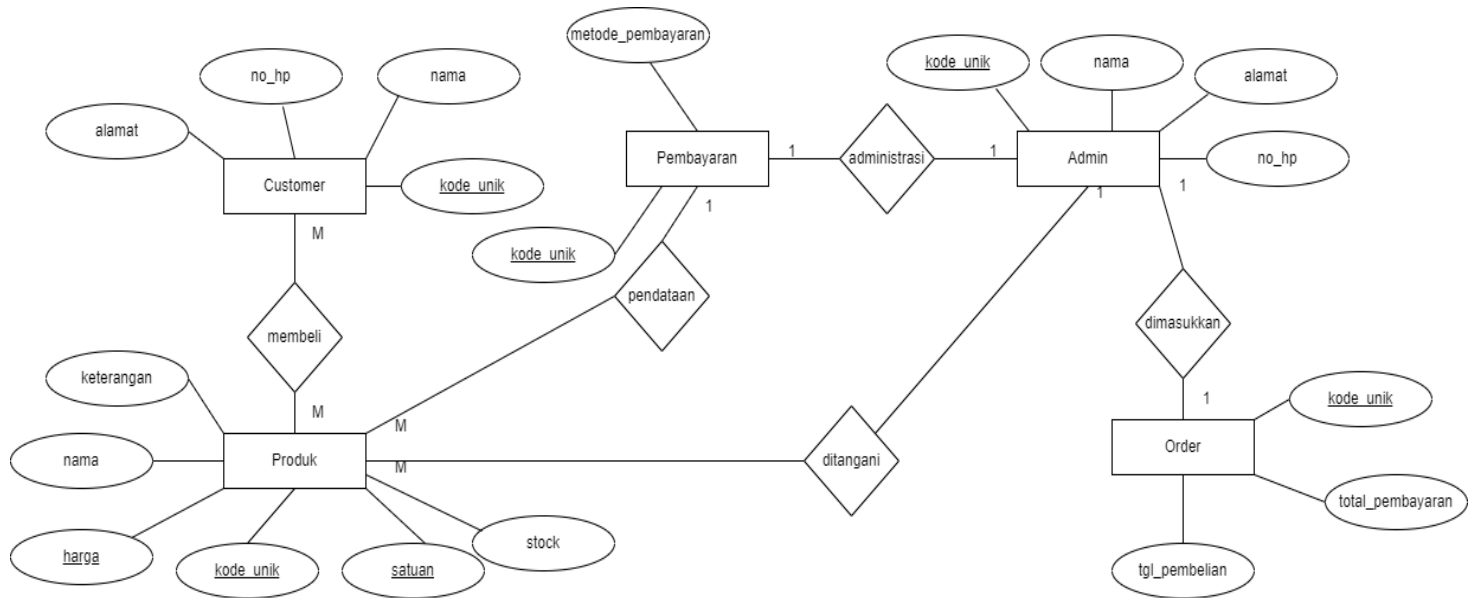 metode_pembayaran
no_hp
nama
kode_unik
nama
alamat
alamat
Pembayaran
1
administrasi
1
Admin
no_hp
Customer
kode_unik
1
1
1
M
kode_unik
pendataan
membeli
dimasukkan
keterangan
M
M
1
kode_unik
nama
Produk
M
ditangani
Order
harga
kode_unik
satuan
stock
total_pembayaran
tgl_pembelian